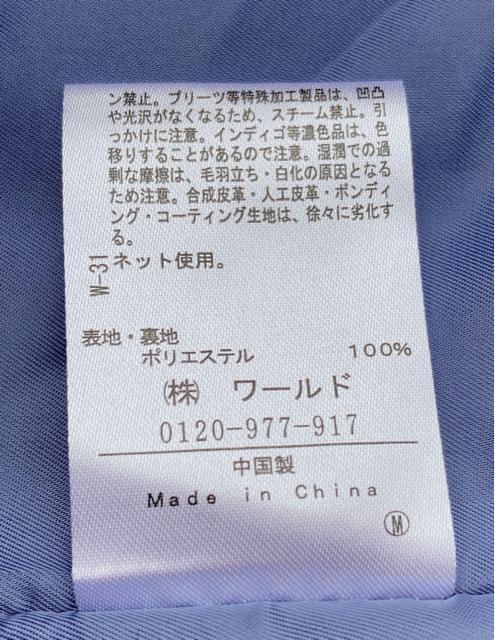 ン禁止。プリーツ等特殊加工製品は、凹凸
や光沢がなくなるため、スチーム禁止。引
っかけに注意。インディゴ等濃色品は、色
移りすることがあるので注意。湿潤での過
剰な摩擦は、毛羽立ち・白化の原因となる
ため注意。合成皮革・人工皮革・ボンディ
ング・コーティング生地は、徐々に劣化す
る。
ネット使用。
W-31
表地・裏地
ポリエステル 100%
㈱ ワールド
0120-977-917
中国製
Made in China
Ⓜ